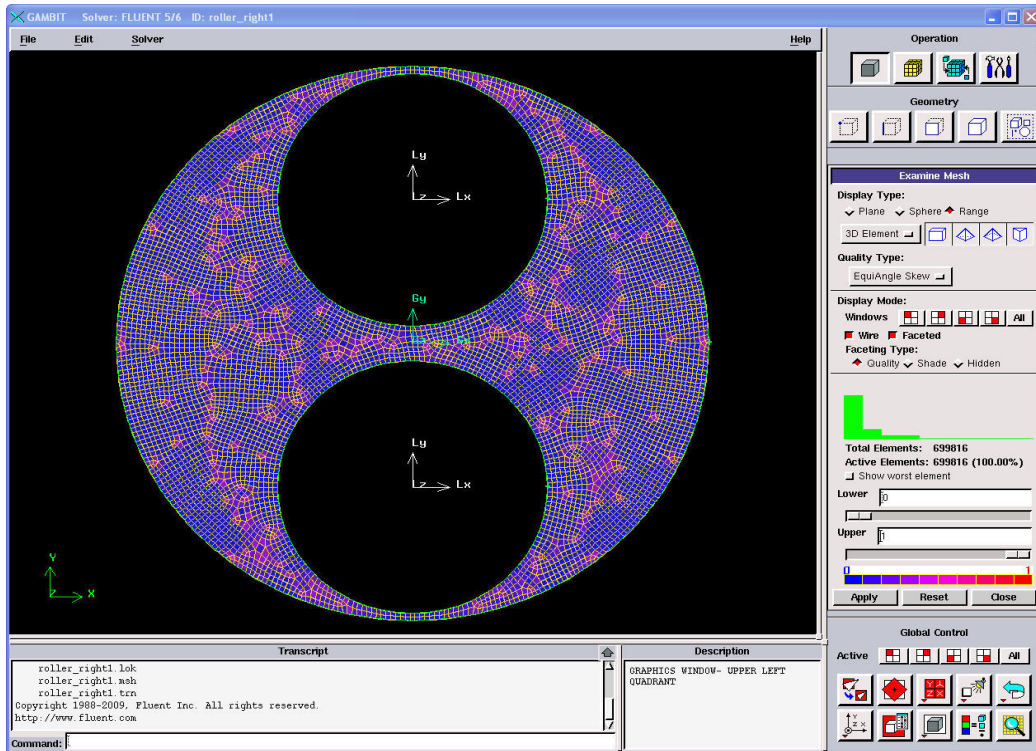 GAMBIT Solver: FLUENT 5/6 ID: roller_right1
File Edit Solver Help
Ly
Lz Lx
Gy
Gx
Ly
Lz Lx
Y
Z X
Operation
Geometry
Examine Mesh
Display Type:
Plane Sphere Range
3D Element
Quality Type:
EquiAngle Skew
Display Mode:
Windows All
Wire Faceted
Faceting Type:
Quality Shade Hidden
Total Elements: 699816
Active Elements: 699816 (100.00%)
Show worst element
Lower 0
Upper 1
0 1
Apply Reset Close
Global Control
Active All
Transcript
roller_right1.lok
roller_right1.msh
roller_right1.trn
Copyright 1988-2009, Fluent Inc. All rights reserved.
http://www.fluent.com
Command:
Description
GRAPHICS WINDOW- UPPER LEFT
QUADRANT